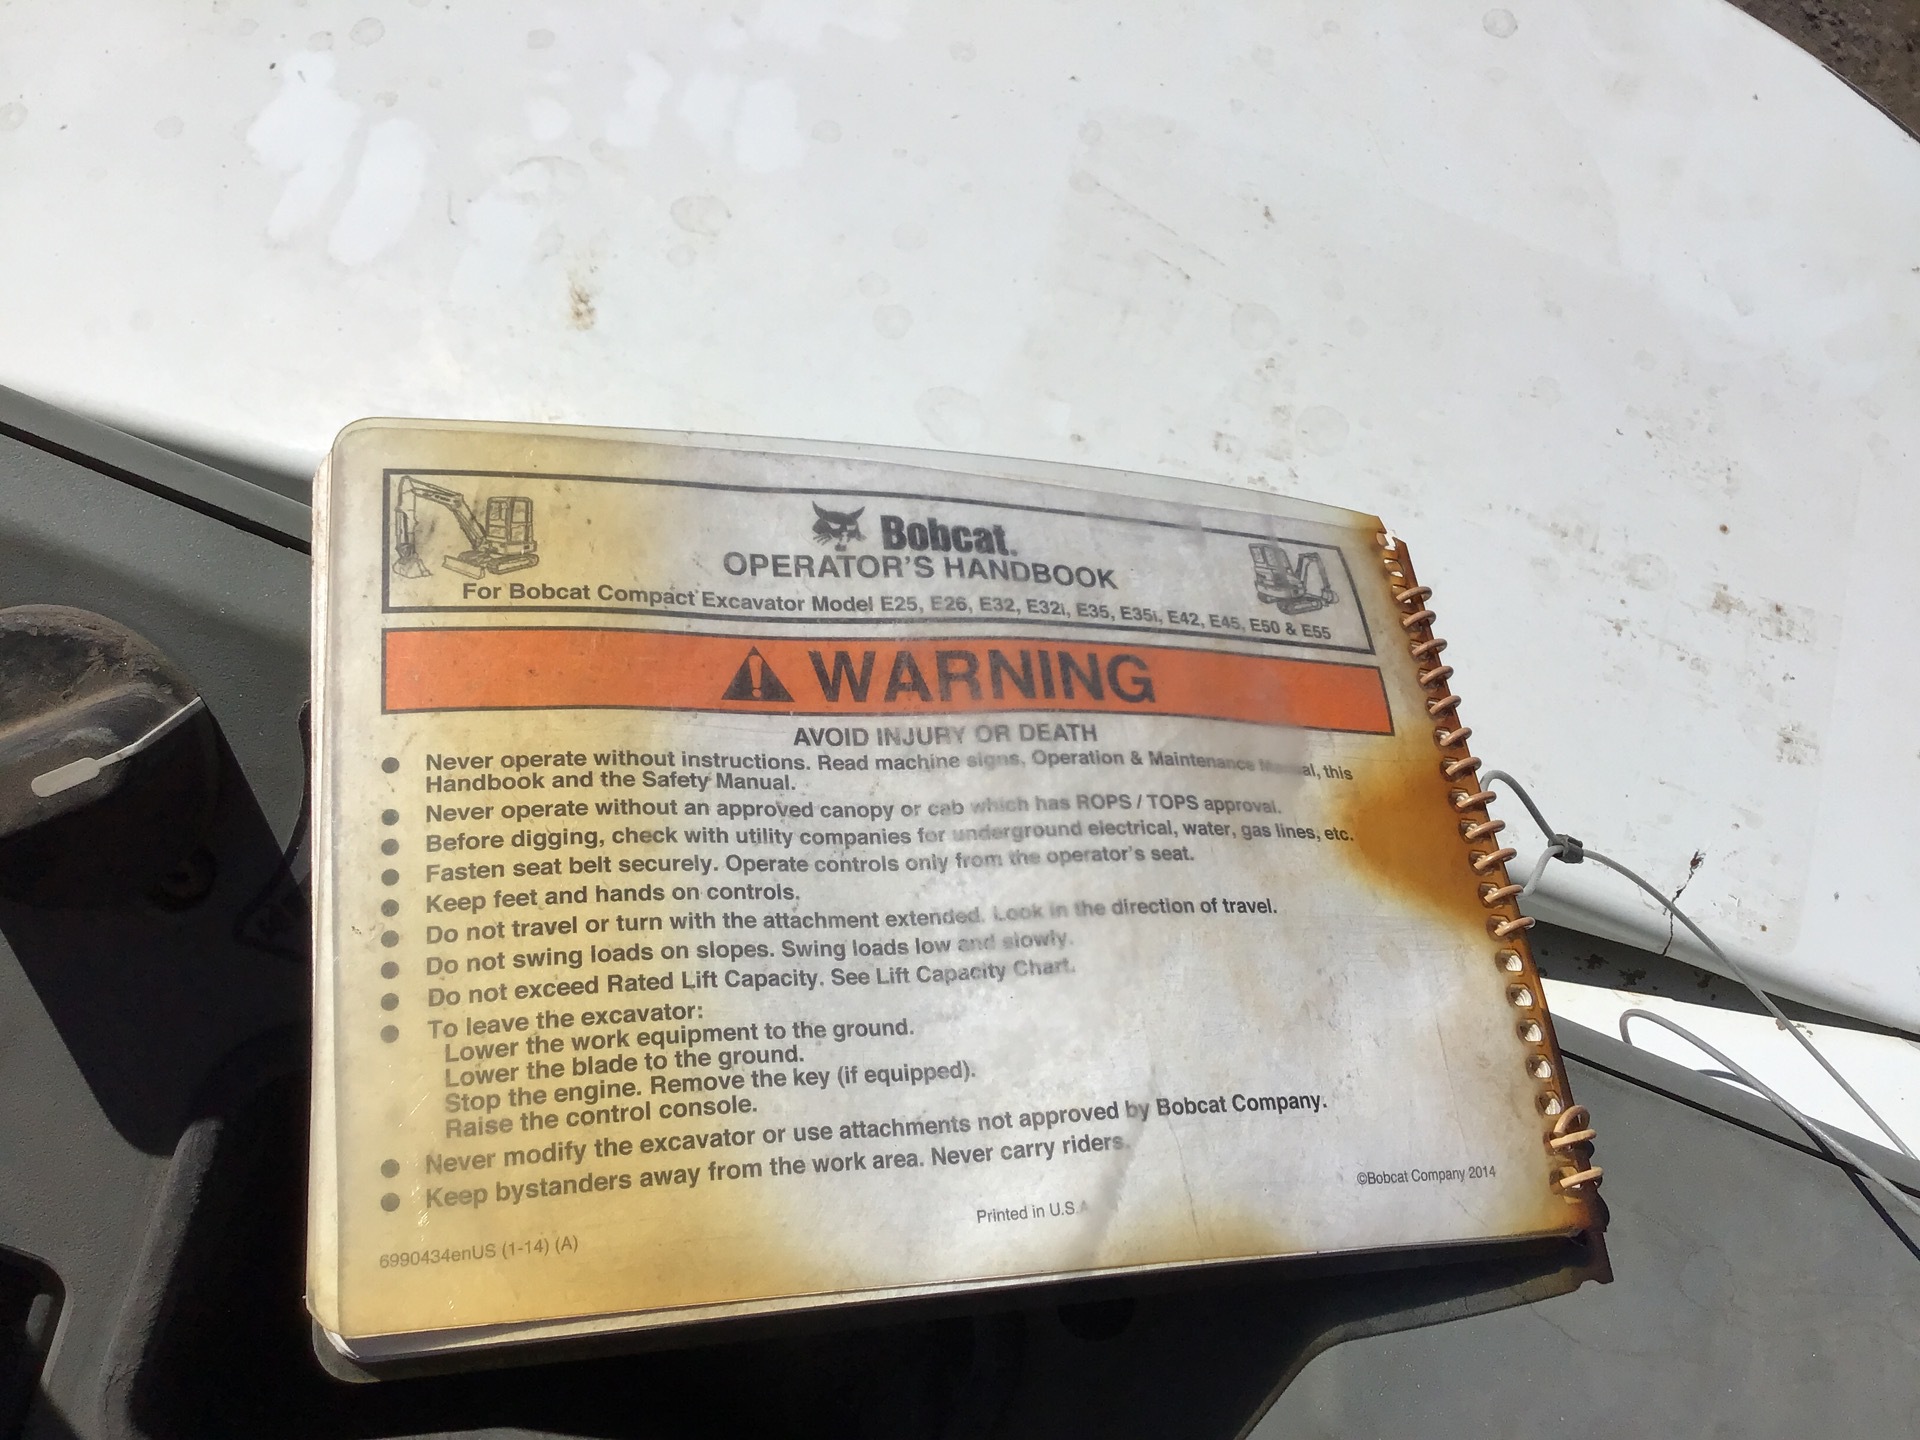 Bobcat.
OPERATOR'S HANDBOOK
For Bobcat Compact Excavator Model E25, E26, E32, E32i, E35, E35i, E42, E45, E50 & E55
WARNING
AVOID INJURY OR DEATH
● Never operate without instructions. Read machine signs, Operation & Maintenance Manual, this
Handbook and the Safety Manual.
● Never operate without an approved canopy or cab which has ROPS / TOPS approval.
● Before digging, check with utility companies for underground electrical, water, gas lines, etc.
● Fasten seat belt securely. Operate controls only from the operator's seat.
● Keep feet and hands on controls.
● Do not travel or turn with the attachment extended. Look in the direction of travel.
● Do not swing loads on slopes. Swing loads low and slowly.
● Do not exceed Rated Lift Capacity. See Lift Capacity Chart.
● To leave the excavator:
Lower the work equipment to the ground.
Lower the blade to the ground.
Stop the engine. Remove the key (if equipped).
Raise the control console.
● Never modify the excavator or use attachments not approved by Bobcat Company.
● Keep bystanders away from the work area. Never carry riders.
©Bobcat Company 2014
Printed in U.S.A
6990434enUS (1-14) (A)